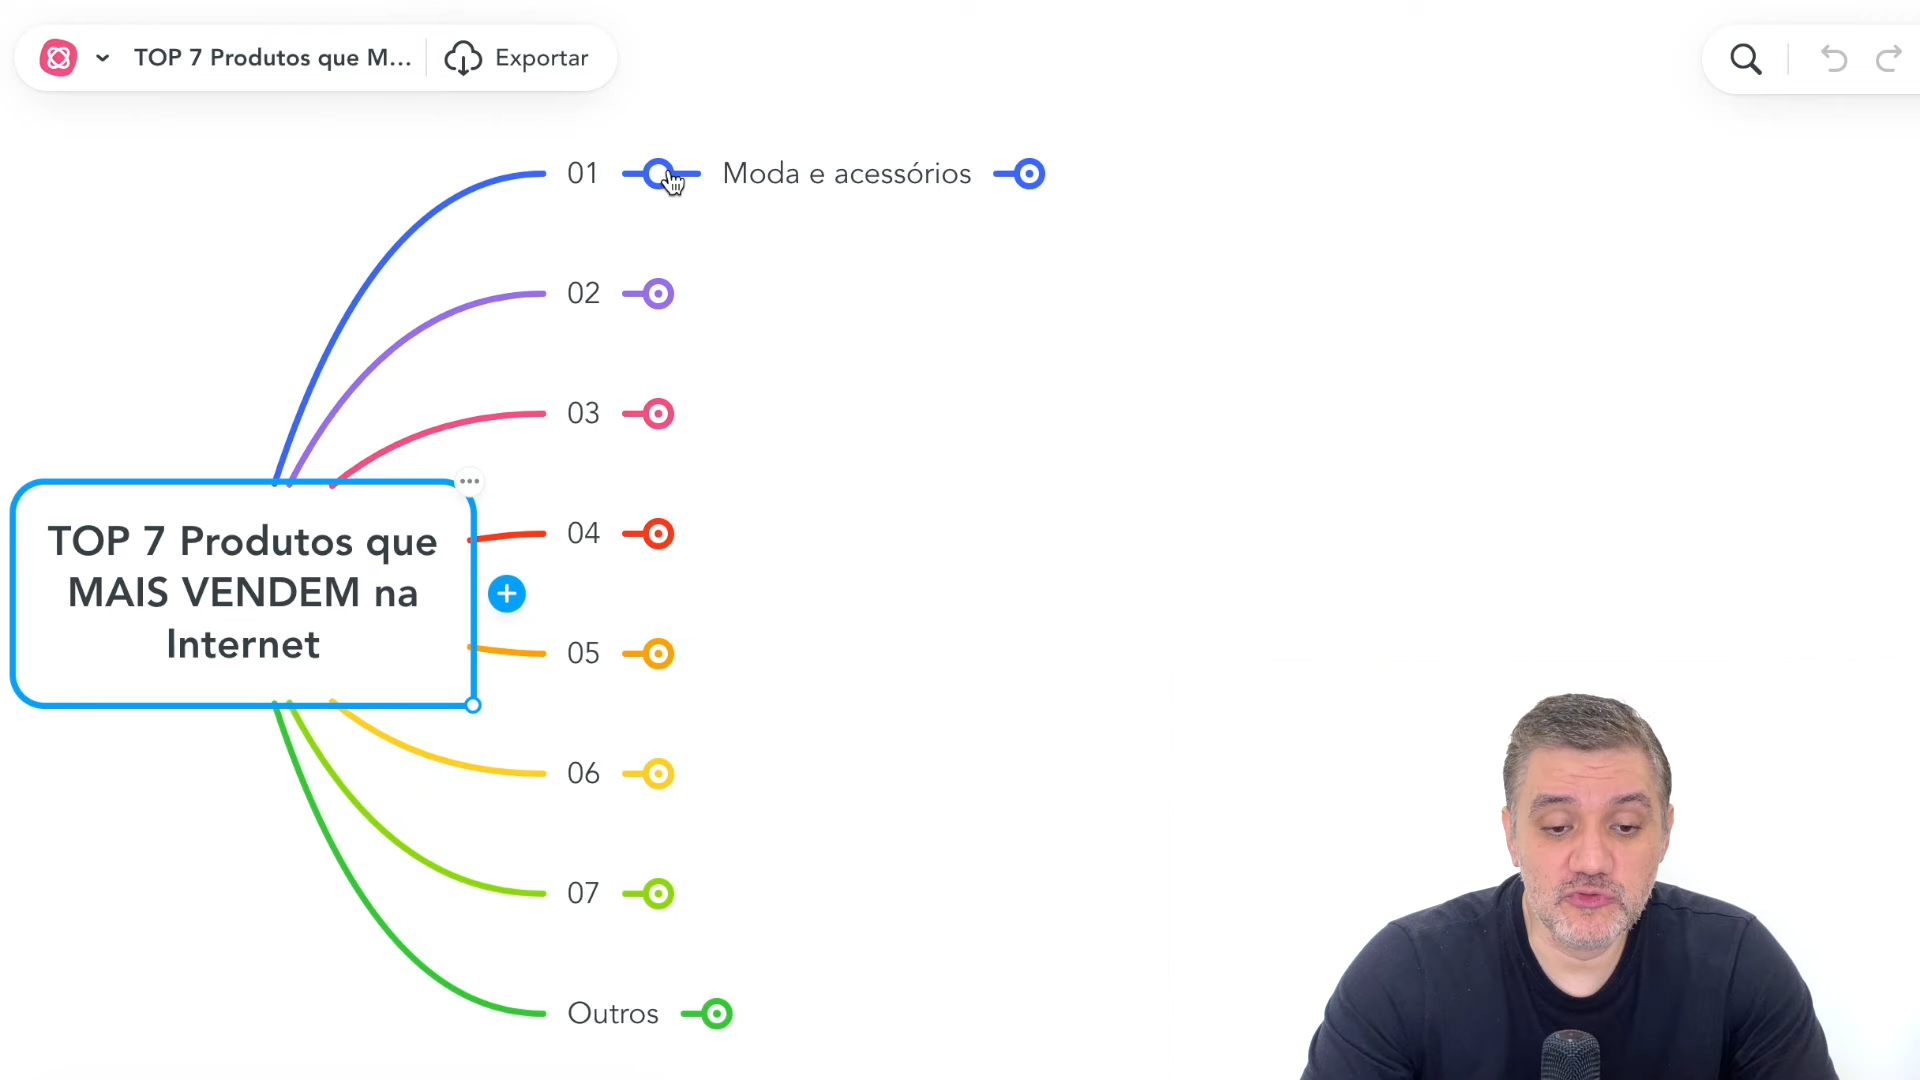 TOP 7 Produtos que M...
Exportar
01
Moda e acessórios
02
03
04
05
06
07
Outros
TOP 7 Produtos que
MAIS VENDEM na
Internet